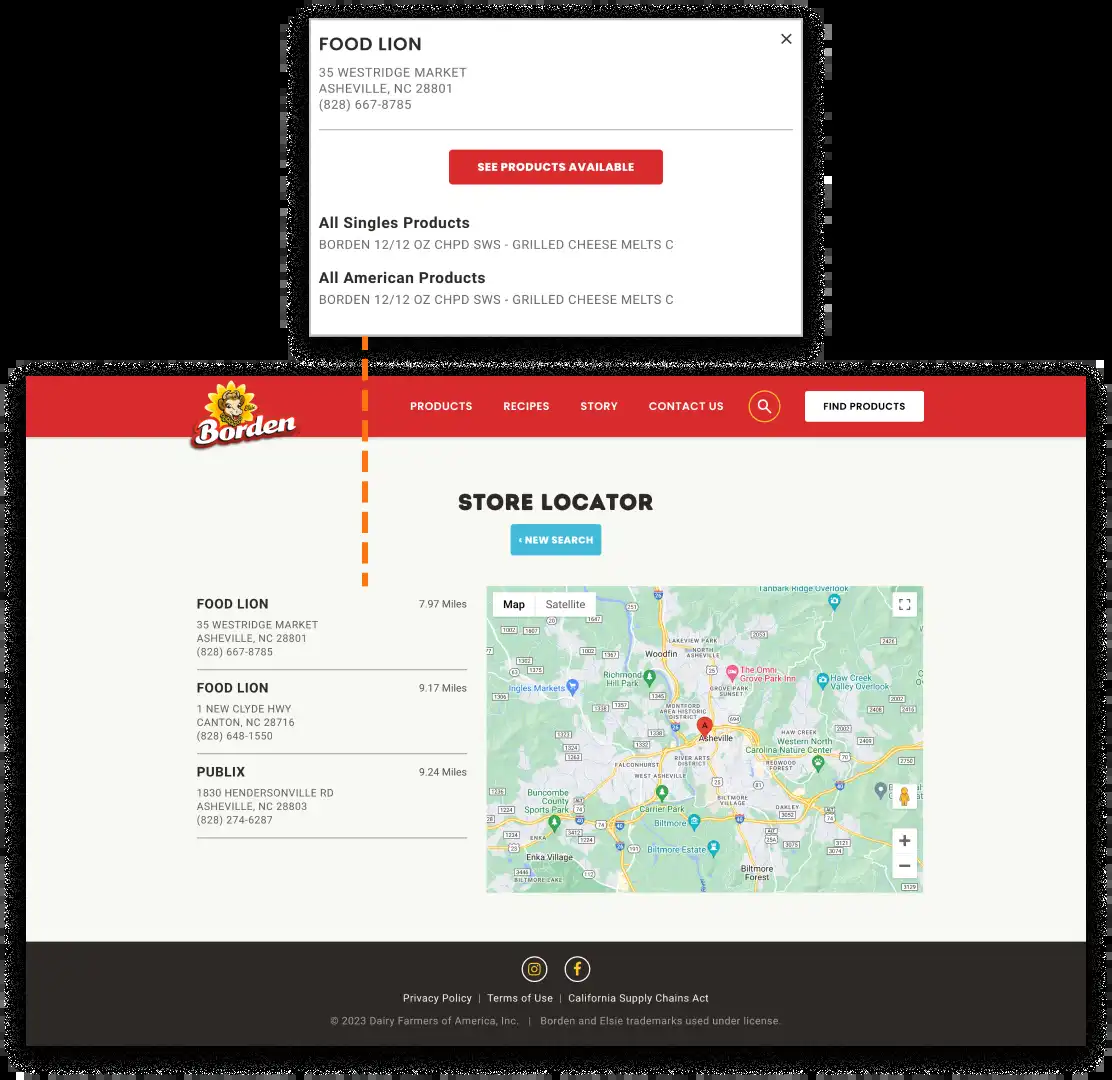 FOOD LION
35 WESTRIDGE MARKET
ASHEVILLE, NC 28801
(828) 667-8785
SEE PRODUCTS AVAILABLE
All Singles Products
BORDEN 12/12 OZ CHPD SWS - GRILLED CHEESE MELTS C
All American Products
BORDEN 12/12 OZ CHPD SWS - GRILLED CHEESE MELTS C
Borden
PRODUCTS
RECIPES
STORY
CONTACT US
FIND PRODUCTS
STORE LOCATOR
‹ NEW SEARCH
FOOD LION 7.97 Miles
35 WESTRIDGE MARKET
ASHEVILLE, NC 28801
(828) 667-8785
FOOD LION 9.17 Miles
1 NEW CLYDE HWY
CANTON, NC 28716
(828) 648-1550
PUBLIX 9.24 Miles
1830 HENDERSONVILLE RD
ASHEVILLE, NC 28803
(828) 274-6287
Map
Satellite
Tanbark Ridge Overlook
LAKEVIEW PARK
Woodfin
NORTH
ASHEVILLE
Richmond
Hill Park
The Omni
Grove Park Inn
GROVE PARK
SUNSET
Haw Creek
Valley Overlook
Ingles Markets
MONTFORD
AREA HISTORIC
DISTRICT
A
Asheville
HAW CREEK
Western North
Carolina Nature Center
RIVER ARTS
DISTRICT
FALCONHURST
WEST ASHEVILLE
REDWOOD
FOREST
Buncombe
County
Sports Park
Carrier Park
BILTMORE
VILLAGE
OAKLEY
Biltmore
ENKA
Enka Village
Biltmore Estate
Biltmore
Forest
BILTMORE LAKE
Privacy Policy | Terms of Use | California Supply Chains Act
© 2023 Dairy Farmers of America, Inc. | Borden and Elsie trademarks used under license.